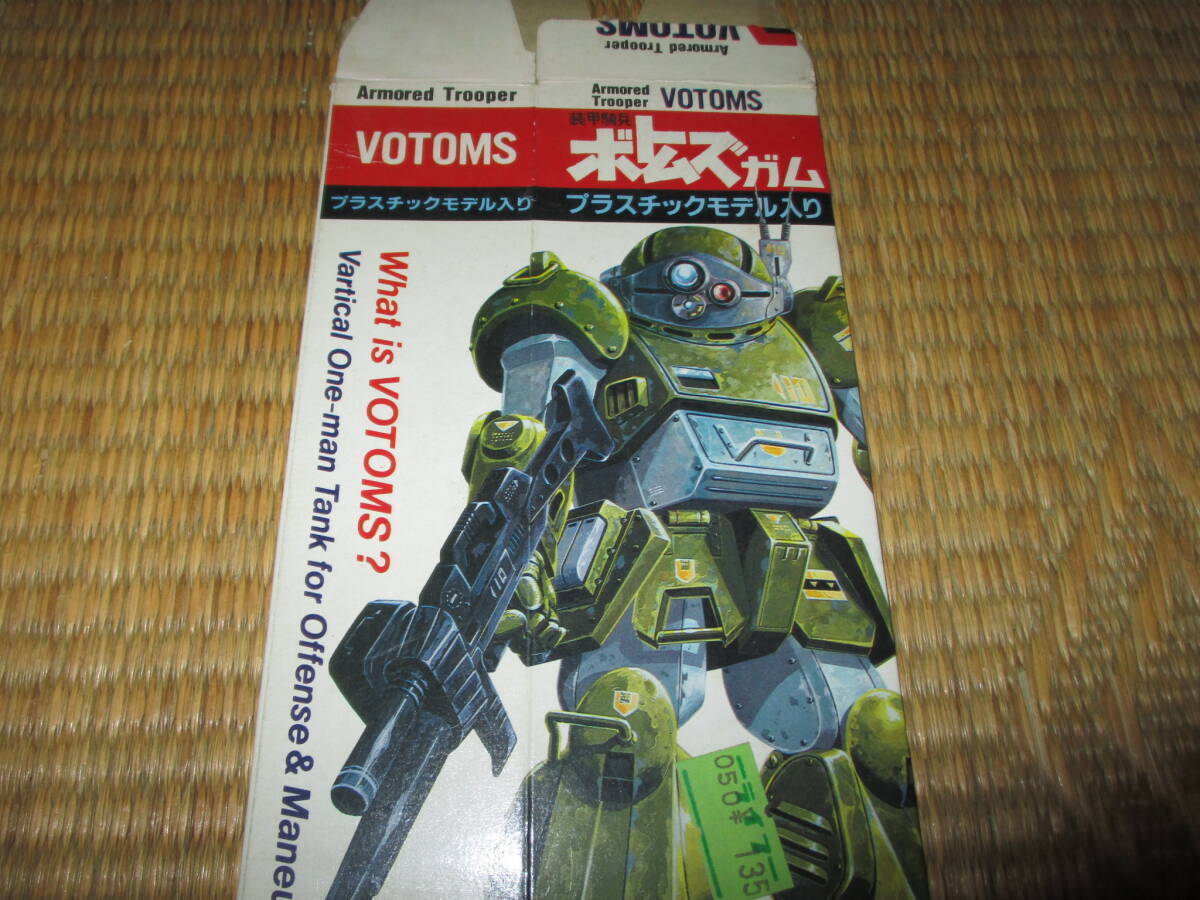 Armored Trooper
VOTOMS
Armored Trooper
VOTOMS
プラスチックモデル入り
Armored
Trooper VOTOMS
装甲騎兵
ボトムズガム
プラスチックモデル入り
What is VOTOMS?
Vartical One-man Tank for Offense & Maneu
050* 135